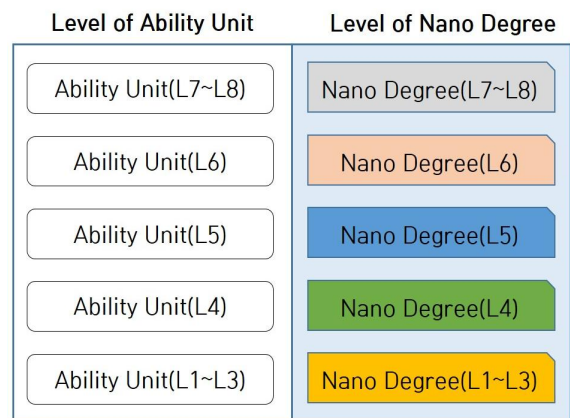 Level of Ability Unit Level of Nano Degree
Ability Unit(L7~L8) Nano Degree(L7~L8)
Ability Unit(L6) Nano Degree(L6)
Ability Unit(L5) Nano Degree(L5)
Ability Unit(L4) Nano Degree(L4)
Ability Unit(L1~L3) Nano Degree(L1~L3)